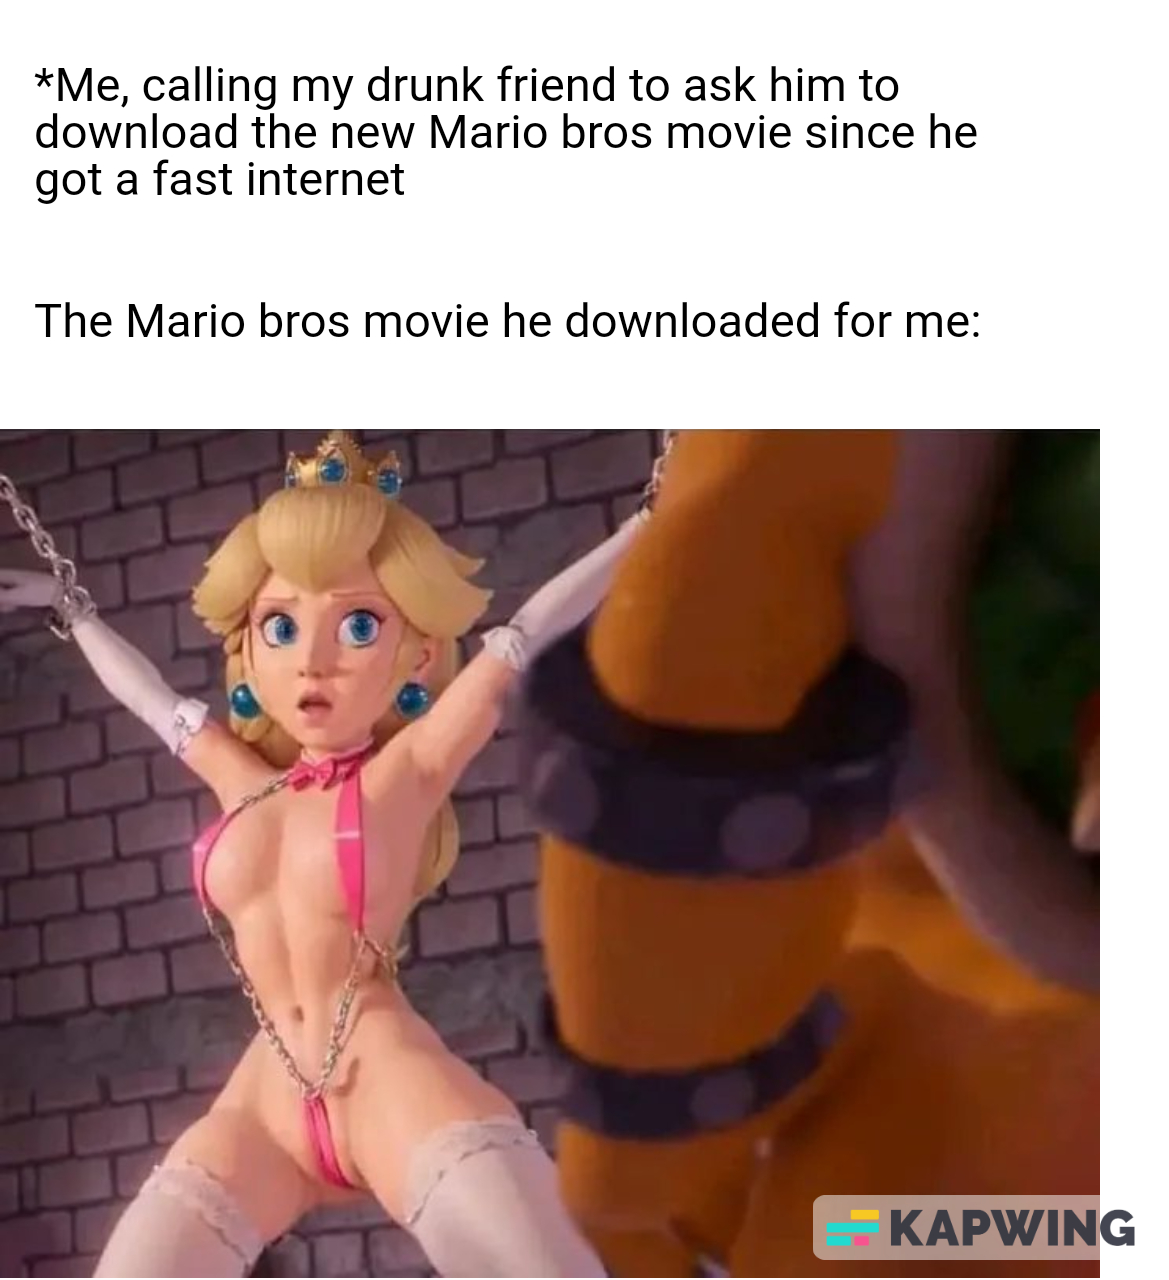 *Me, calling my drunk friend to ask him to
download the new Mario bros movie since he
got a fast internet
The Mario bros movie he downloaded for me:
KAPWING